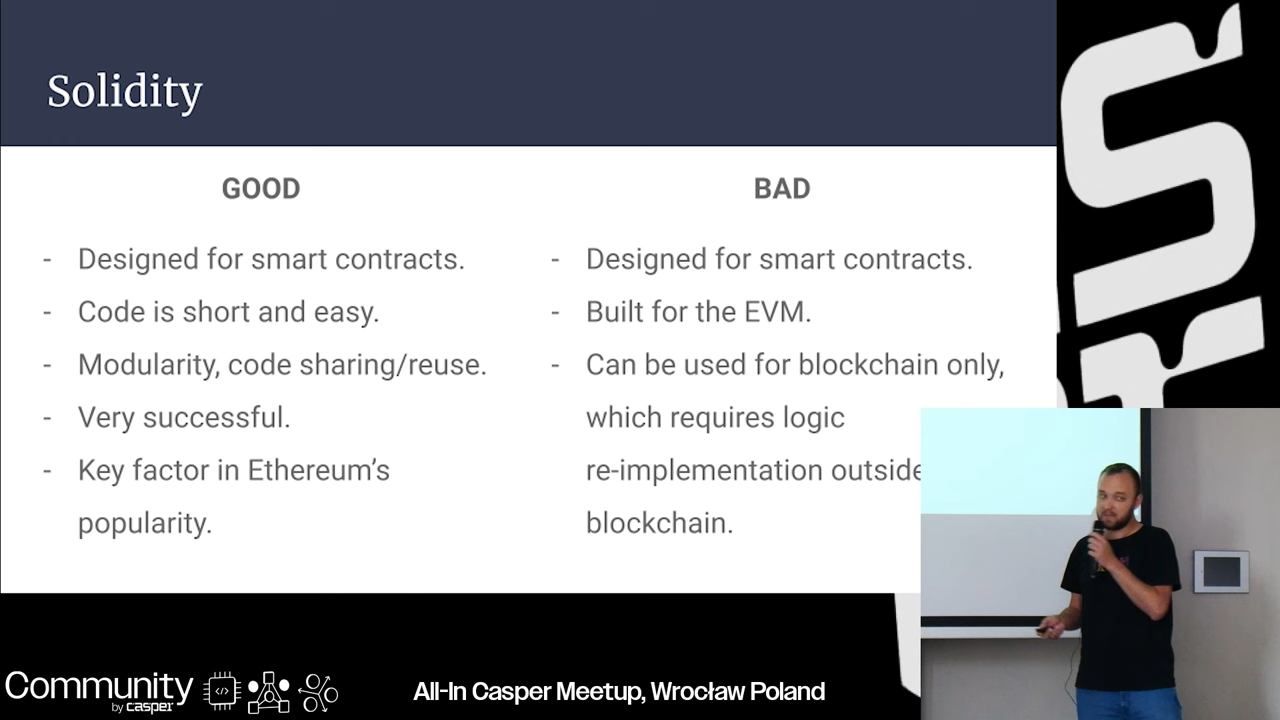 Solidity
GOOD
- Designed for smart contracts.
- Code is short and easy.
- Modularity, code sharing/reuse.
- Very successful.
- Key factor in Ethereum’s
popularity.
BAD
- Designed for smart contracts.
- Built for the EVM.
- Can be used for blockchain only,
which requires logic
re-implementation outside
blockchain.
Community
by casper
All-In Casper Meetup, Wrocław Poland